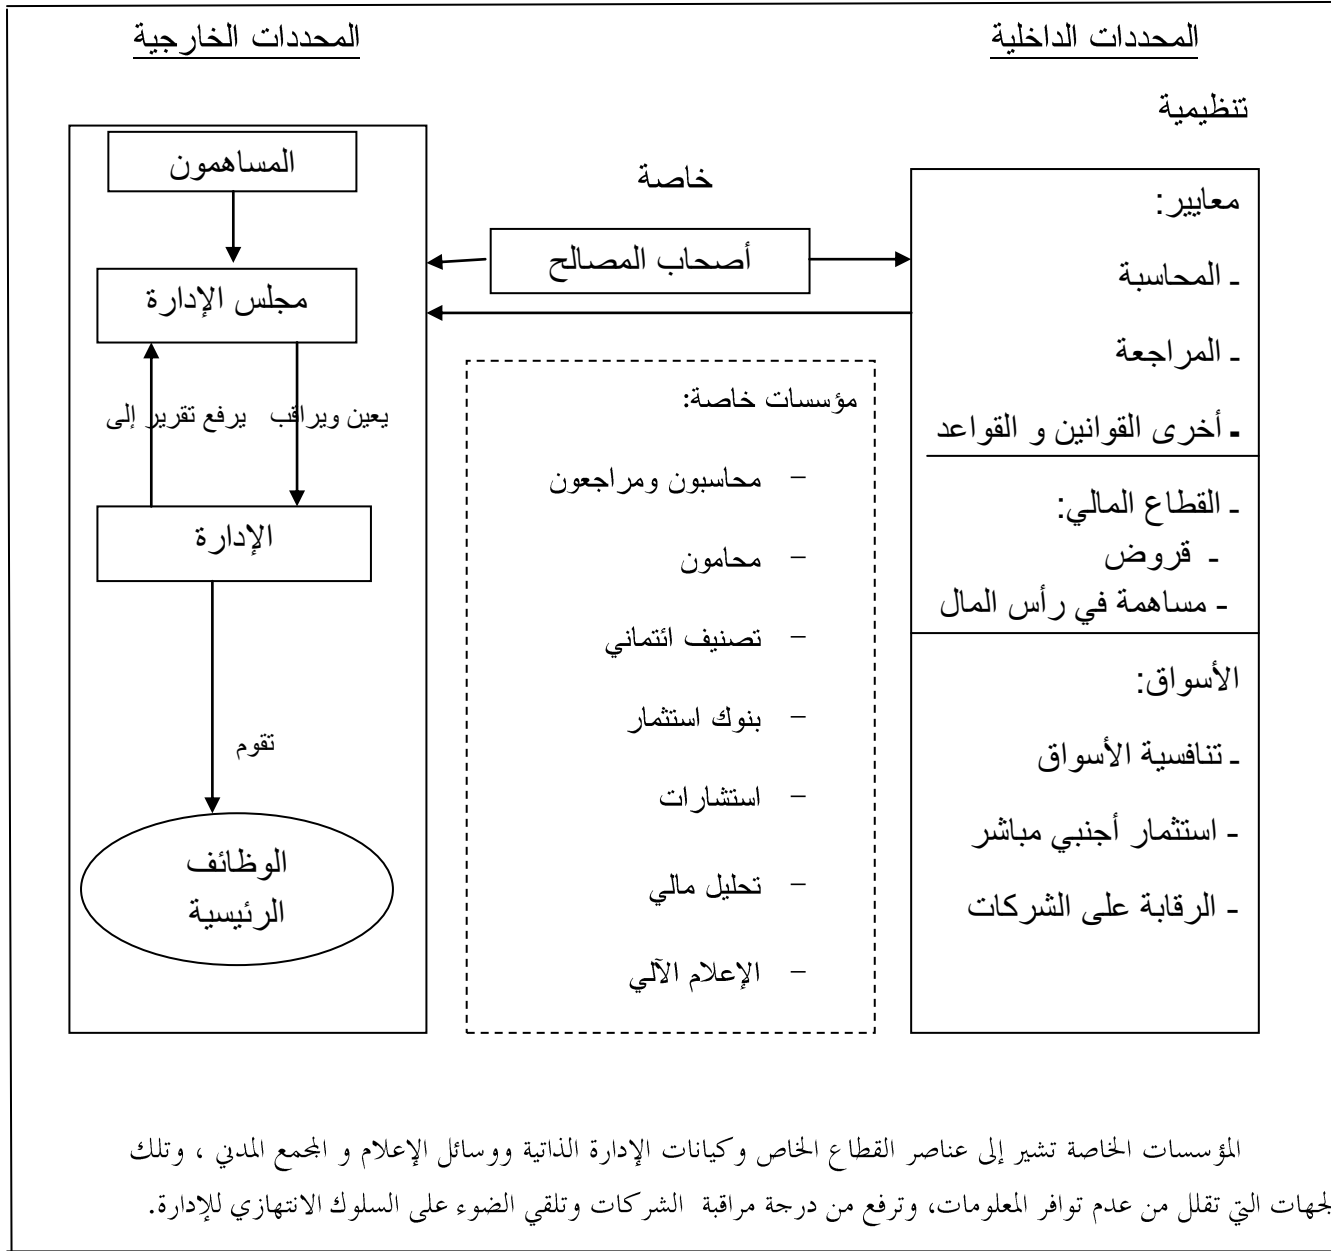 المحددات الداخلية
المحددات الخارجية
تنظيمية
معايير:
ـ المحاسبة
ـ المراجعة
ـ أخرى القوانين و القواعد
ـ القطاع المالي:
ـ قروض
- مساهمة في رأس المال
الأسواق:
ـ تنافسية الأسواق
- استثمار أجنبي مباشر
- الرقابة على الشركات
خاصة
أصحاب المصالح
مؤسسات خاصة:
– محاسبون ومراجعون
– محامون
– تصنيف ائتماني
– بنوك استثمار
– استشارات
– تحليل مالي
– الإعلام الآلي
المساهمون
مجلس الإدارة
يعين ويراقب
يرفع تقرير إلى
الإدارة
تقوم
الوظائف
الرئيسية
المؤسسات الخاصة تشير إلى عناصر القطاع الخاص وكيانات الإدارة الذاتية ووسائل الإعلام و المجمع المدني ، وتلك
لجهات التي تقلل من عدم توافر المعلومات، وترفع من درجة مراقبة الشركات وتلقي الضوء على السلوك الانتهازي للإدارة.